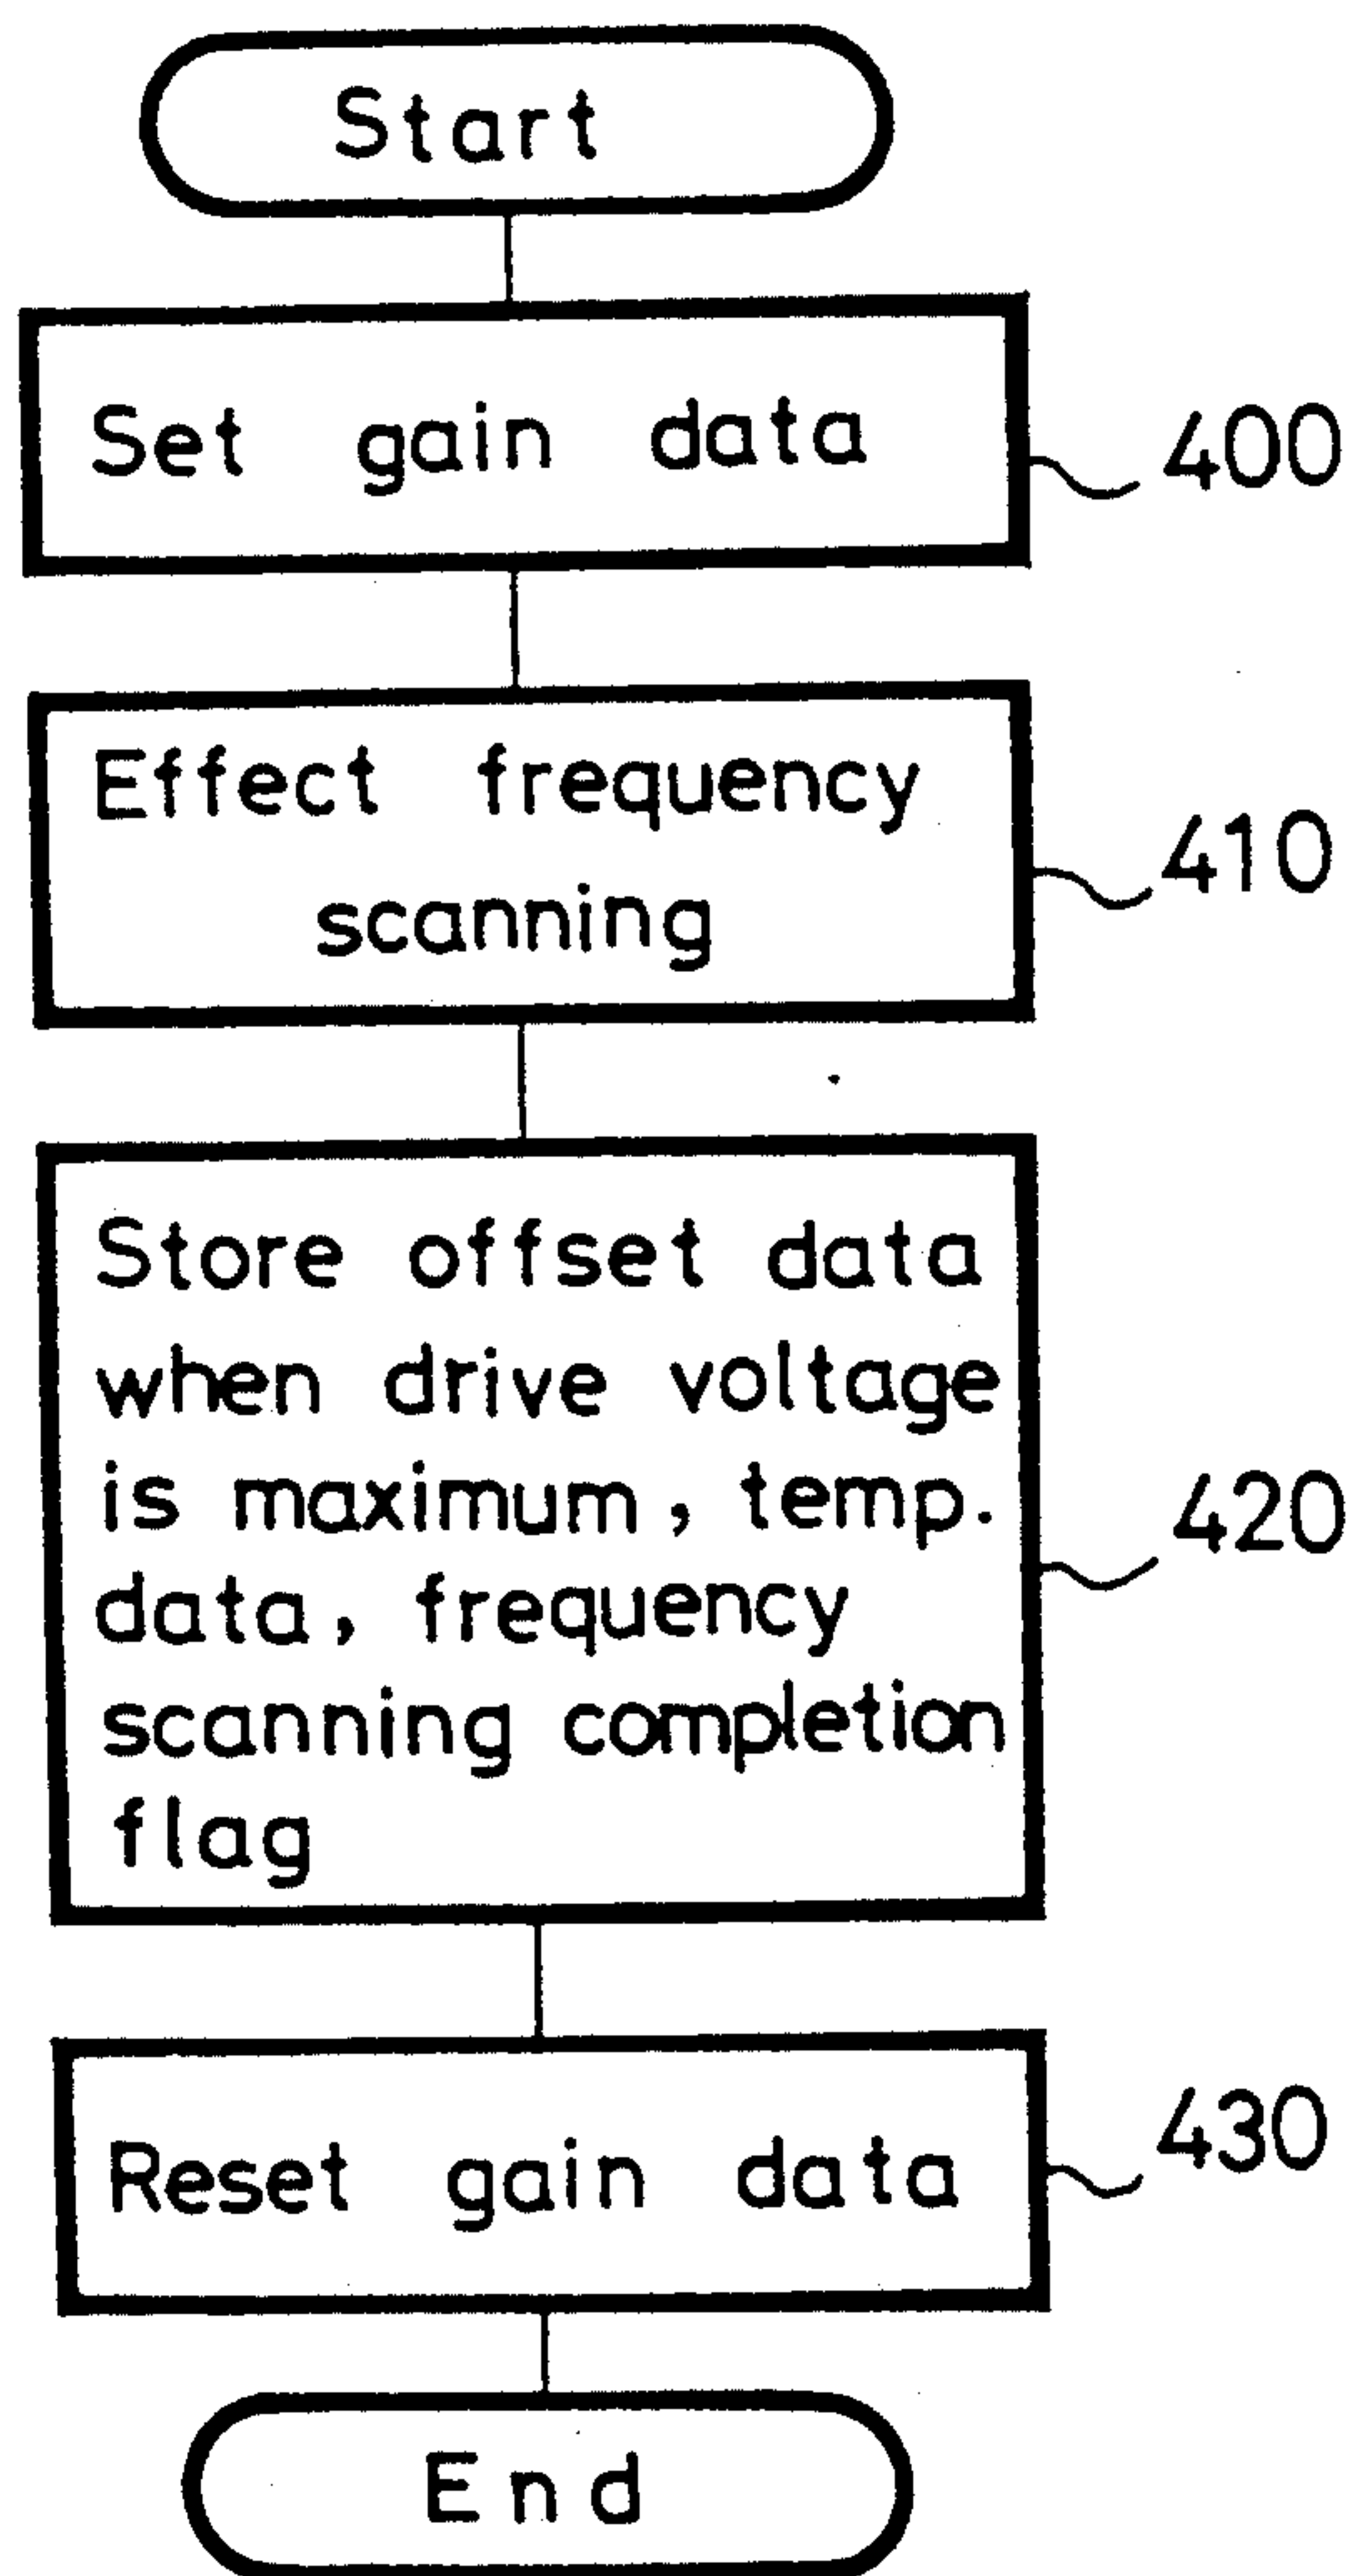 Start
Set gain data
400
Effect frequency
scanning
410
Store offset data
when drive voltage
is maximum, temp.
data, frequency
scanning completion
flag
420
Reset gain data
430
End